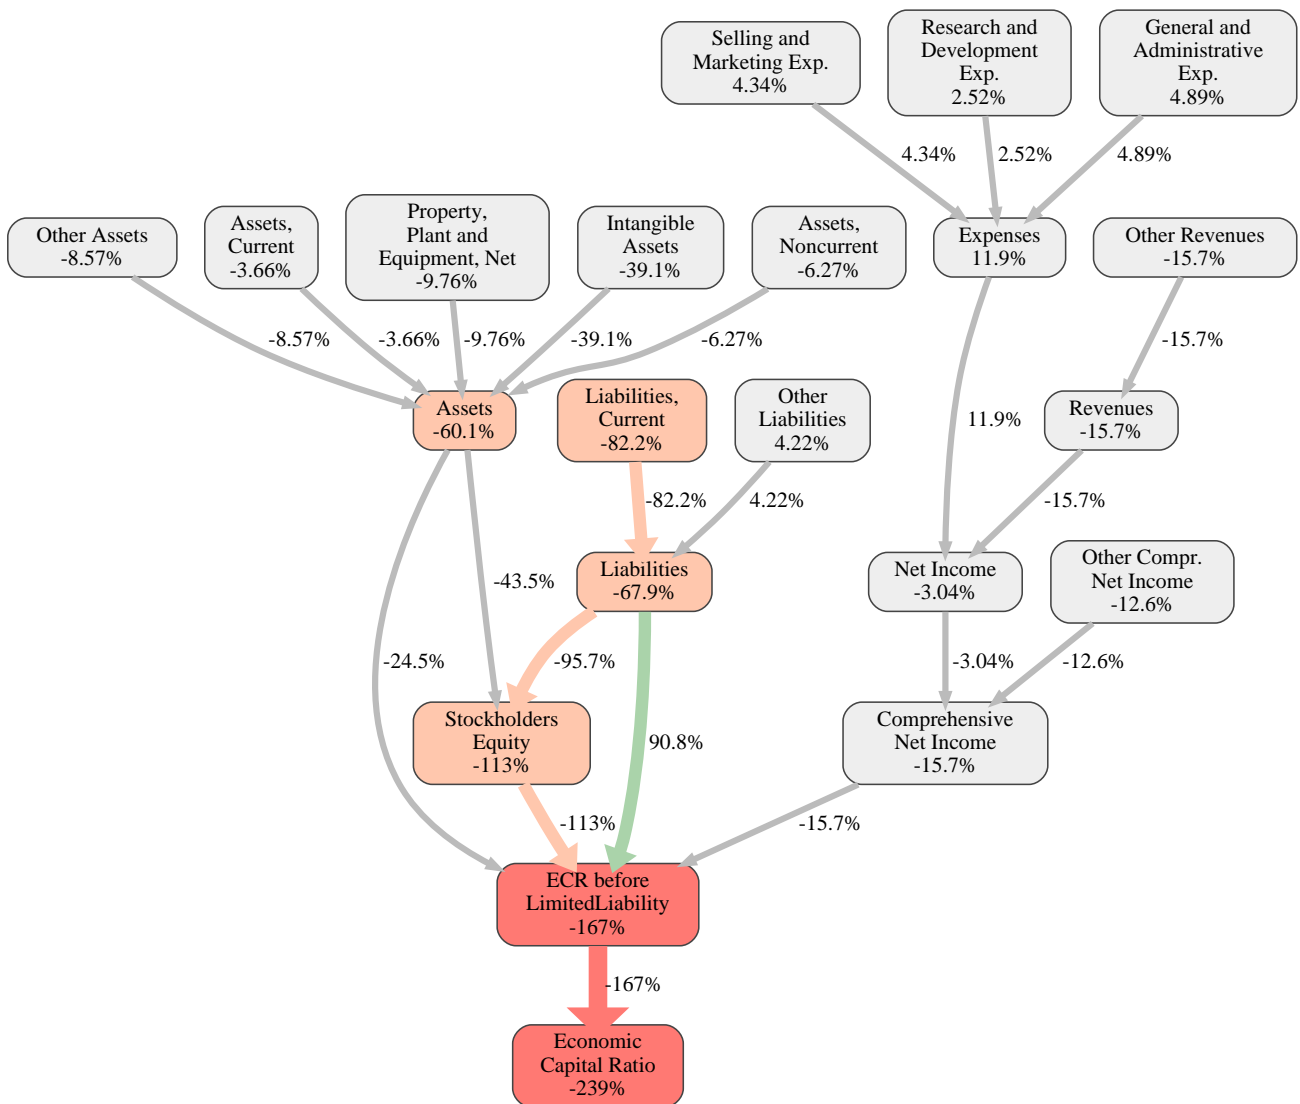 Selling and
Marketing Exp.
4.34%
Research and
Development
Exp.
2.52%
General and
Administrative
Exp.
4.89%
4.34%
2.52%
4.89%
Other Assets
-8.57%
Assets,
Current
-3.66%
Property,
Plant and
Equipment, Net
-9.76%
Intangible
Assets
-39.1%
Assets,
Noncurrent
-6.27%
Expenses
11.9%
Other Revenues
-15.7%
-8.57%
-3.66%
-9.76%
-39.1%
-6.27%
-15.7%
Assets
-60.1%
Liabilities,
Current
-82.2%
Other
Liabilities
4.22%
11.9%
Revenues
-15.7%
-82.2%
4.22%
-15.7%
-43.5%
Liabilities
-67.9%
Net Income
-3.04%
Other Compr.
Net Income
-12.6%
-24.5%
-95.7%
-3.04%
-12.6%
Stockholders
Equity
-113%
90.8%
Comprehensive
Net Income
-15.7%
-113%
-15.7%
ECR before
LimitedLiability
-167%
-167%
Economic
Capital Ratio
-239%